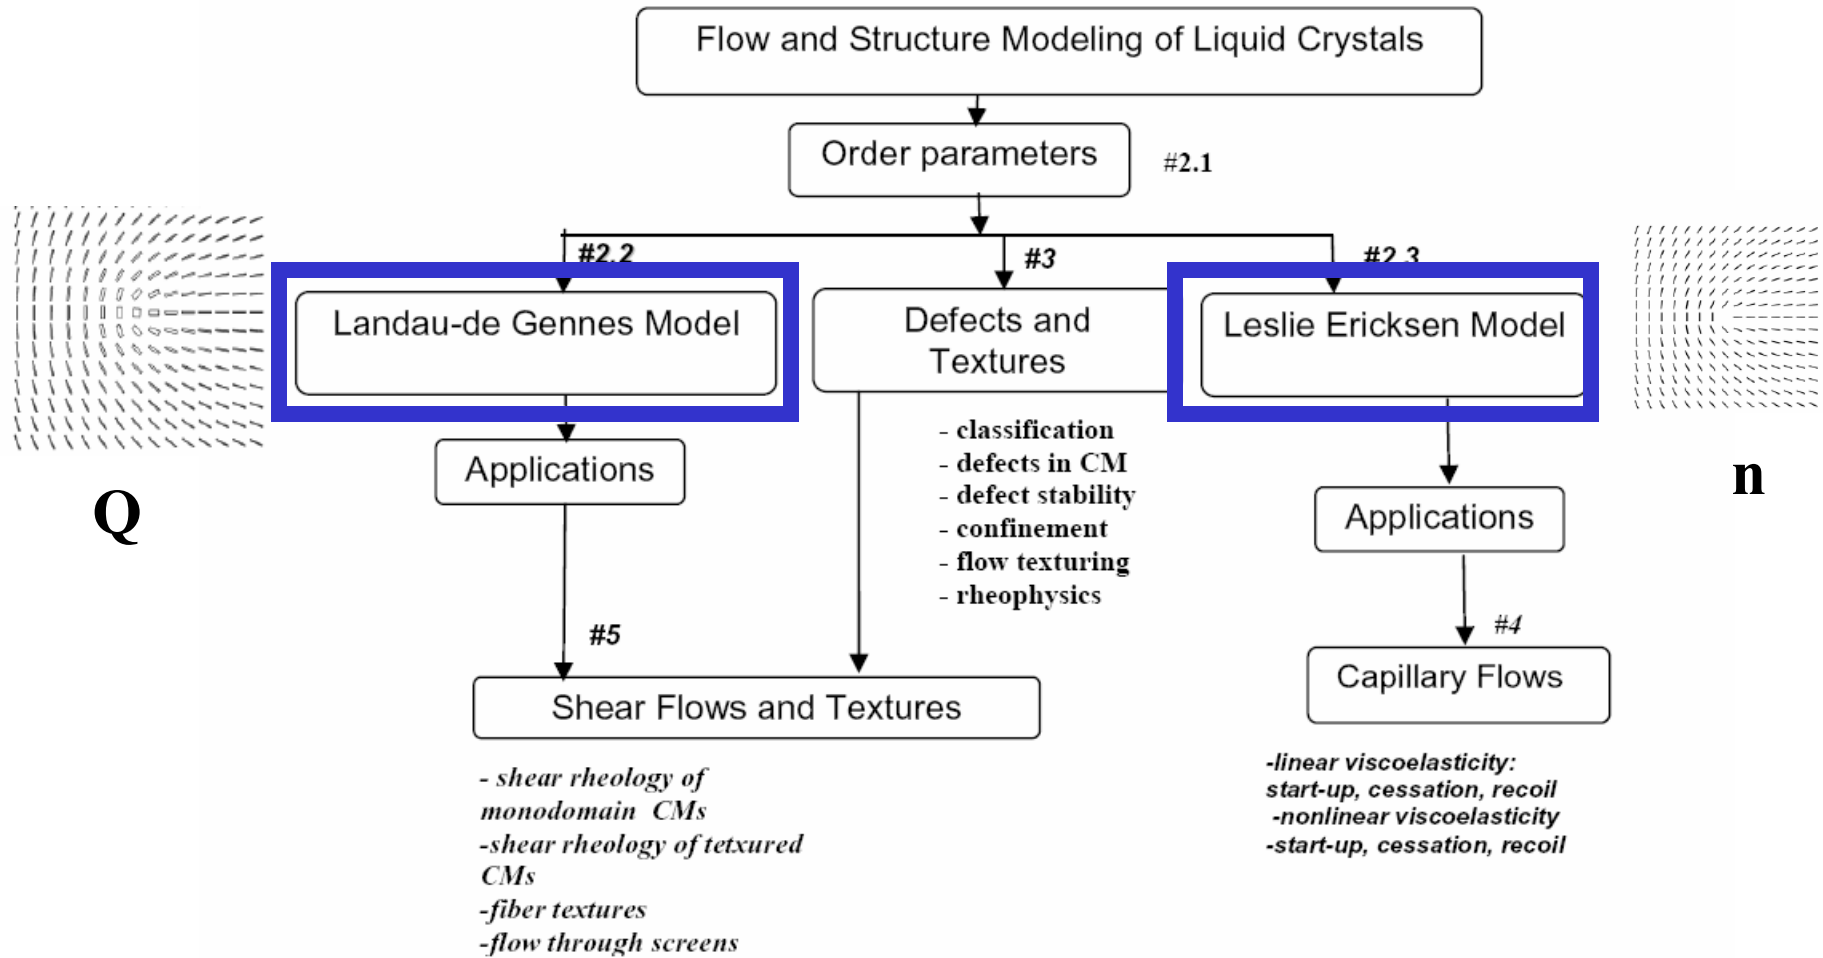 Flow and Structure Modeling of Liquid Crystals
Order parameters
#2.1
#2.2
#3
#2.3
Landau-de Gennes Model
Defects and
Textures
Leslie Ericksen Model
- classification
- defects in CM
- defect stability
- confinement
- flow texturing
- rheophysics
Applications
Q
n
Applications
#5
#4
Shear Flows and Textures
Capillary Flows
- shear rheology of
monodomain CMs
-shear rheology of tetxured
CMs
-fiber textures
-flow through screens
-linear viscoelasticity:
start-up, cessation, recoil
-nonlinear viscoelasticity
-start-up, cessation, recoil